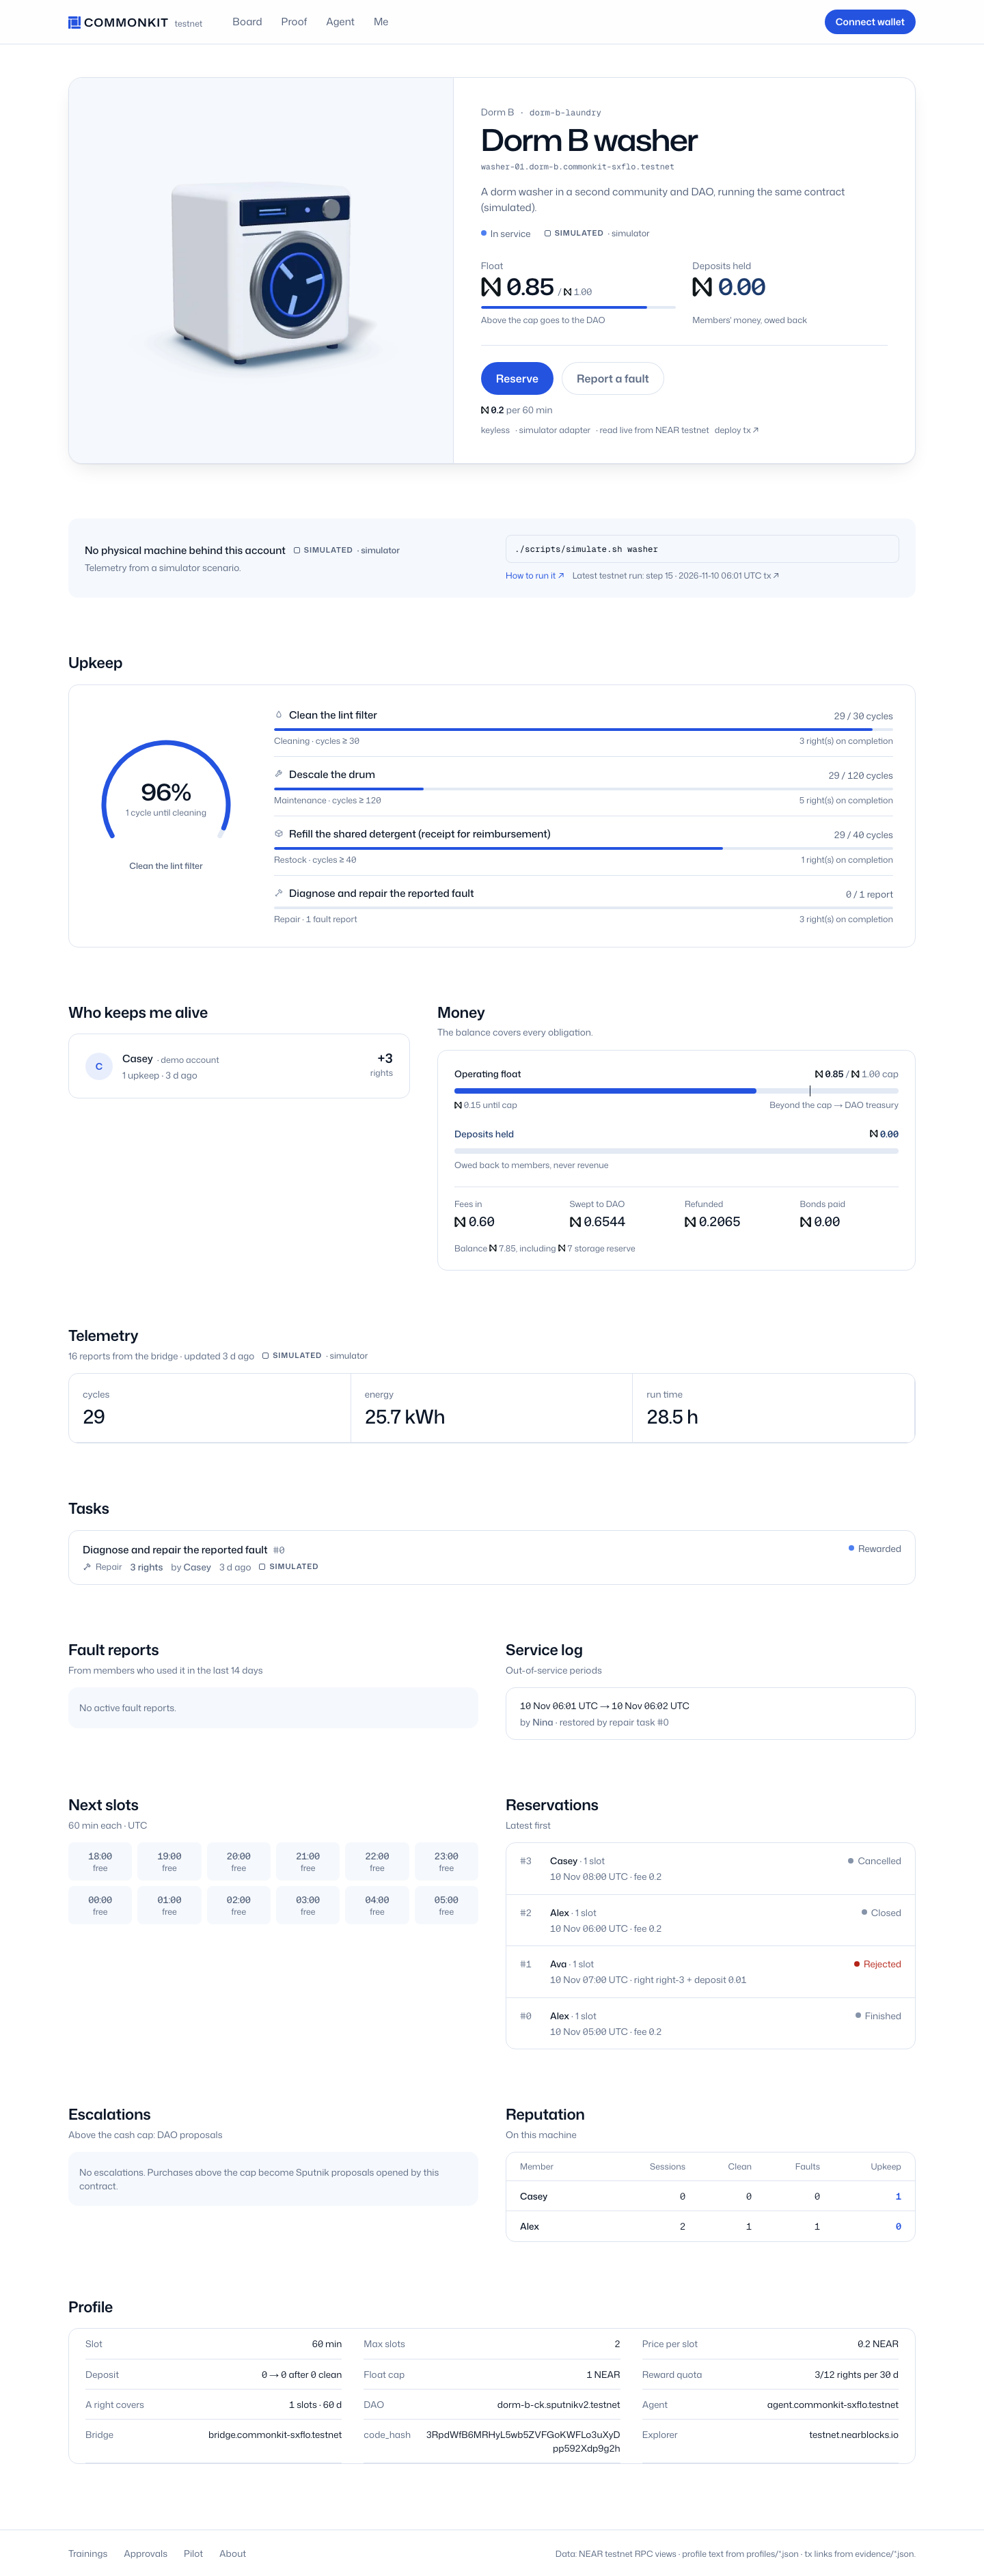 COMMONKIT testnet Board Proof Agent Me Connect wallet
Dorm B · dorm-b-laundry
Dorm B washer
washer-01.dorm-b.commonkit-sxflo.testnet
A dorm washer in a second community and DAO, running the same contract
(simulated).
In service SIMULATED · simulator
Float Deposits held
0.85 / 1.00 0.00
Above the cap goes to the DAO Members' money, owed back
Reserve Report a fault
0.2 per 60 min
keyless · simulator adapter · read live from NEAR testnet deploy tx ↗
No physical machine behind this account SIMULATED · simulator
Telemetry from a simulator scenario.
./scripts/simulate.sh washer
How to run it ↗ Latest testnet run: step 15 · 2026-11-10 06:01 UTC tx ↗
Upkeep
96%
1 cycle until cleaning
Clean the lint filter
Clean the lint filter 29 / 30 cycles
Cleaning · cycles ≥ 30 3 right(s) on completion
Descale the drum 29 / 120 cycles
Maintenance · cycles ≥ 120 5 right(s) on completion
Refill the shared detergent (receipt for reimbursement) 29 / 40 cycles
Restock · cycles ≥ 40 1 right(s) on completion
Diagnose and repair the reported fault 0 / 1 report
Repair · 1 fault report 3 right(s) on completion
Who keeps me alive
C Casey · demo account +3
1 upkeep · 3 d ago rights
Money
The balance covers every obligation.
Operating float 0.85 / 1.00 cap
0.15 until cap Beyond the cap → DAO treasury
Deposits held 0.00
Owed back to members, never revenue
Fees in Swept to DAO Refunded Bonds paid
0.60 0.6544 0.2065 0.00
Balance 7.85, including 7 storage reserve
Telemetry
16 reports from the bridge · updated 3 d ago SIMULATED · simulator
cycles energy run time
29 25.7 kWh 28.5 h
Tasks
Diagnose and repair the reported fault #0 Rewarded
Repair 3 rights by Casey 3 d ago SIMULATED
Fault reports
From members who used it in the last 14 days
No active fault reports.
Service log
Out-of-service periods
10 Nov 06:01 UTC → 10 Nov 06:02 UTC
by Nina · restored by repair task #0
Next slots
60 min each · UTC
18:00 19:00 20:00 21:00 22:00 23:00
free free free free free free
00:00 01:00 02:00 03:00 04:00 05:00
free free free free free free
Reservations
Latest first
#3 Casey · 1 slot Cancelled
10 Nov 08:00 UTC · fee 0.2
#2 Alex · 1 slot Closed
10 Nov 06:00 UTC · fee 0.2
#1 Ava · 1 slot Rejected
10 Nov 07:00 UTC · right right-3 + deposit 0.01
#0 Alex · 1 slot Finished
10 Nov 05:00 UTC · fee 0.2
Escalations
Above the cash cap: DAO proposals
No escalations. Purchases above the cap become Sputnik proposals opened by this
contract.
Reputation
On this machine
Member Sessions Clean Faults Upkeep
Casey 0 0 0 1
Alex 2 1 1 0
Profile
Slot 60 min Max slots 2 Price per slot 0.2 NEAR
Deposit 0 → 0 after 0 clean Float cap 1 NEAR Reward quota 3/12 rights per 30 d
A right covers 1 slots · 60 d DAO dorm-b-ck.sputnikv2.testnet Agent agent.commonkit-sxflo.testnet
Bridge bridge.commonkit-sxflo.testnet code_hash 3RpdWfB6MRHyL5wb5ZVFGoKWFLo3uXyD Explorer testnet.nearblocks.io
pp592Xdp9g2h
Trainings Approvals Pilot About Data: NEAR testnet RPC views · profile text from profiles/*.json · tx links from evidence/*.json.